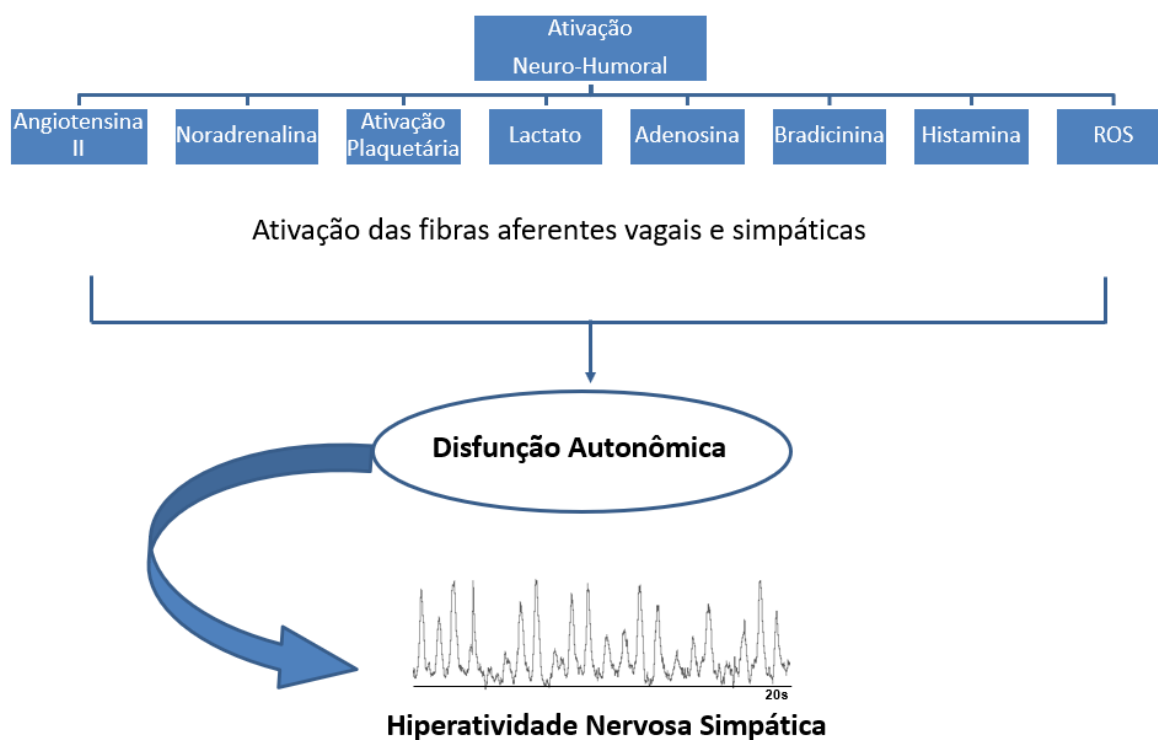 Ativação
Neuro-Humoral
Angiotensina
II
Noradrenalina
Ativação
Plaquetária
Lactato
Adenosina
Bradicinina
Histamina
ROS
Ativação das fibras aferentes vagais e simpáticas
Disfunção Autonômica
20s
Hiperatividade Nervosa Simpática